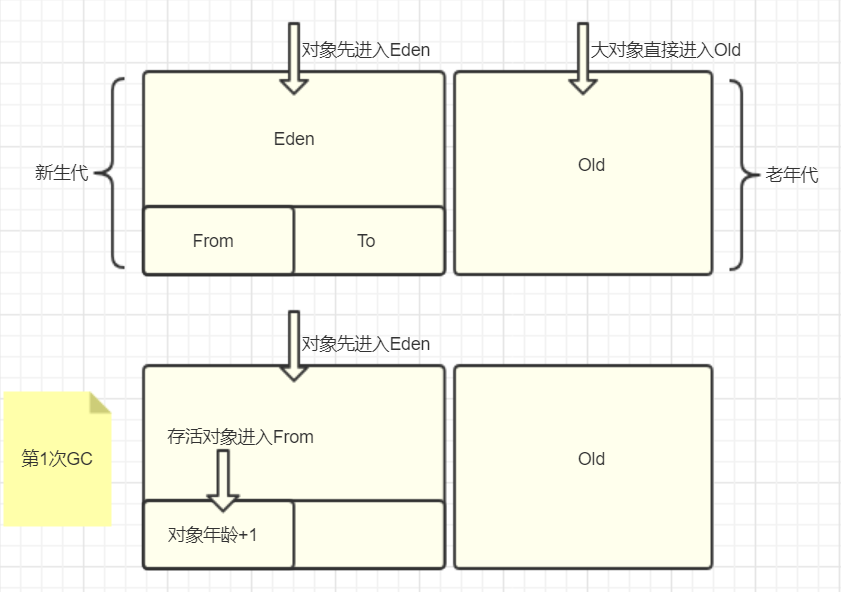 对象先进入Eden
大对象直接进入Old
Eden
Old
新生代
老年代
From
To
对象先进入Eden
存活对象进入From
第1次GC
Old
对象年龄+1